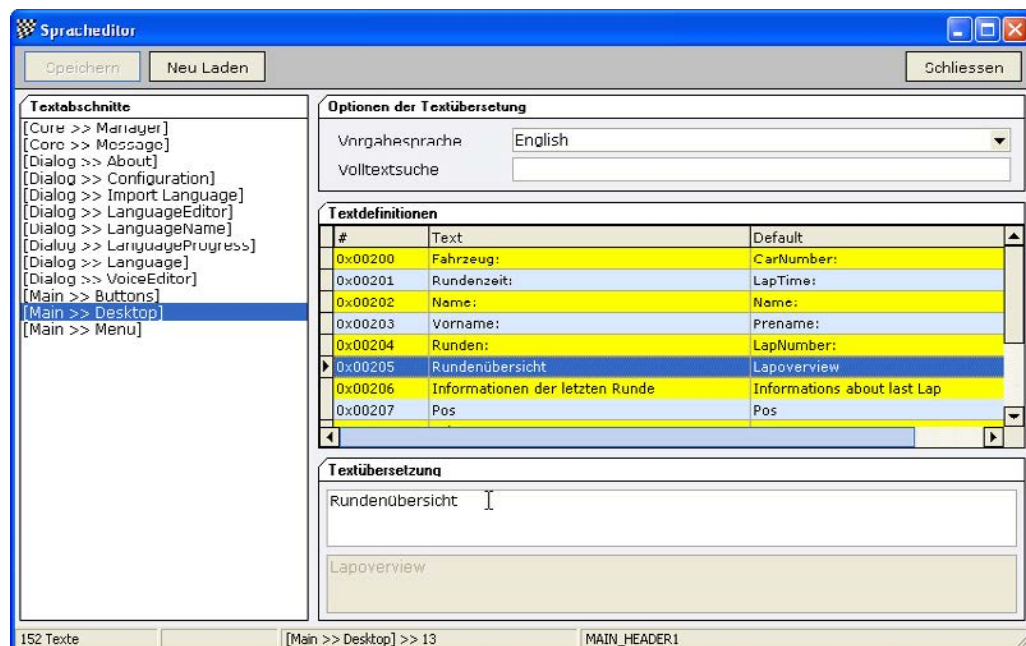 Spracheditor
Speichern
Neu Laden
Schliessen
Textabschnitte
[Core >> Manager]
[Core >> Message]
[Dialog >> About]
[Dialog >> Configuration]
[Dialog >> Import Language]
[Dialog >> LanguageEditor]
[Dialog >> LanguageName]
[Dialog >> LanguageProgress]
[Dialog >> Language]
[Dialog >> VoiceEditor]
[Main >> Buttons]
[Main >> Desktop]
[Main >> Menu]
Optionen der Textübersetung
Vorgabesprache English
Volltextsuche
Textdefinitionen
# Text Default
0x00200 Fahrzeug: CarNumber:
0x00201 Rundenzeit: LapTime:
0x00202 Name: Name:
0x00203 Vorname: Prename:
0x00204 Runden: LapNumber:
0x00205 Rundenübersicht Lapoverview
0x00206 Informationen der letzten Runde Informations about last Lap
0x00207 Pos Pos
Textübersetzung
Rundenübersicht
Lapoverview
152 Texte [Main >> Desktop] >> 13 MAIN_HEADER1